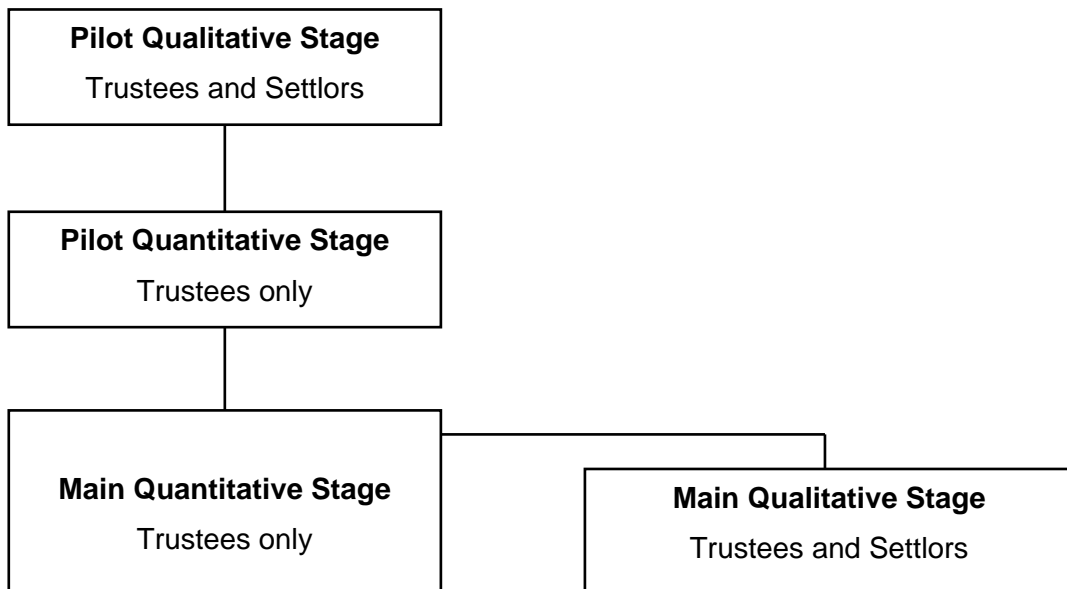 Pilot Qualitative Stage
Trustees and Settlors
Pilot Quantitative Stage
Trustees only
Main Quantitative Stage
Trustees only
Main Qualitative Stage
Trustees and Settlors